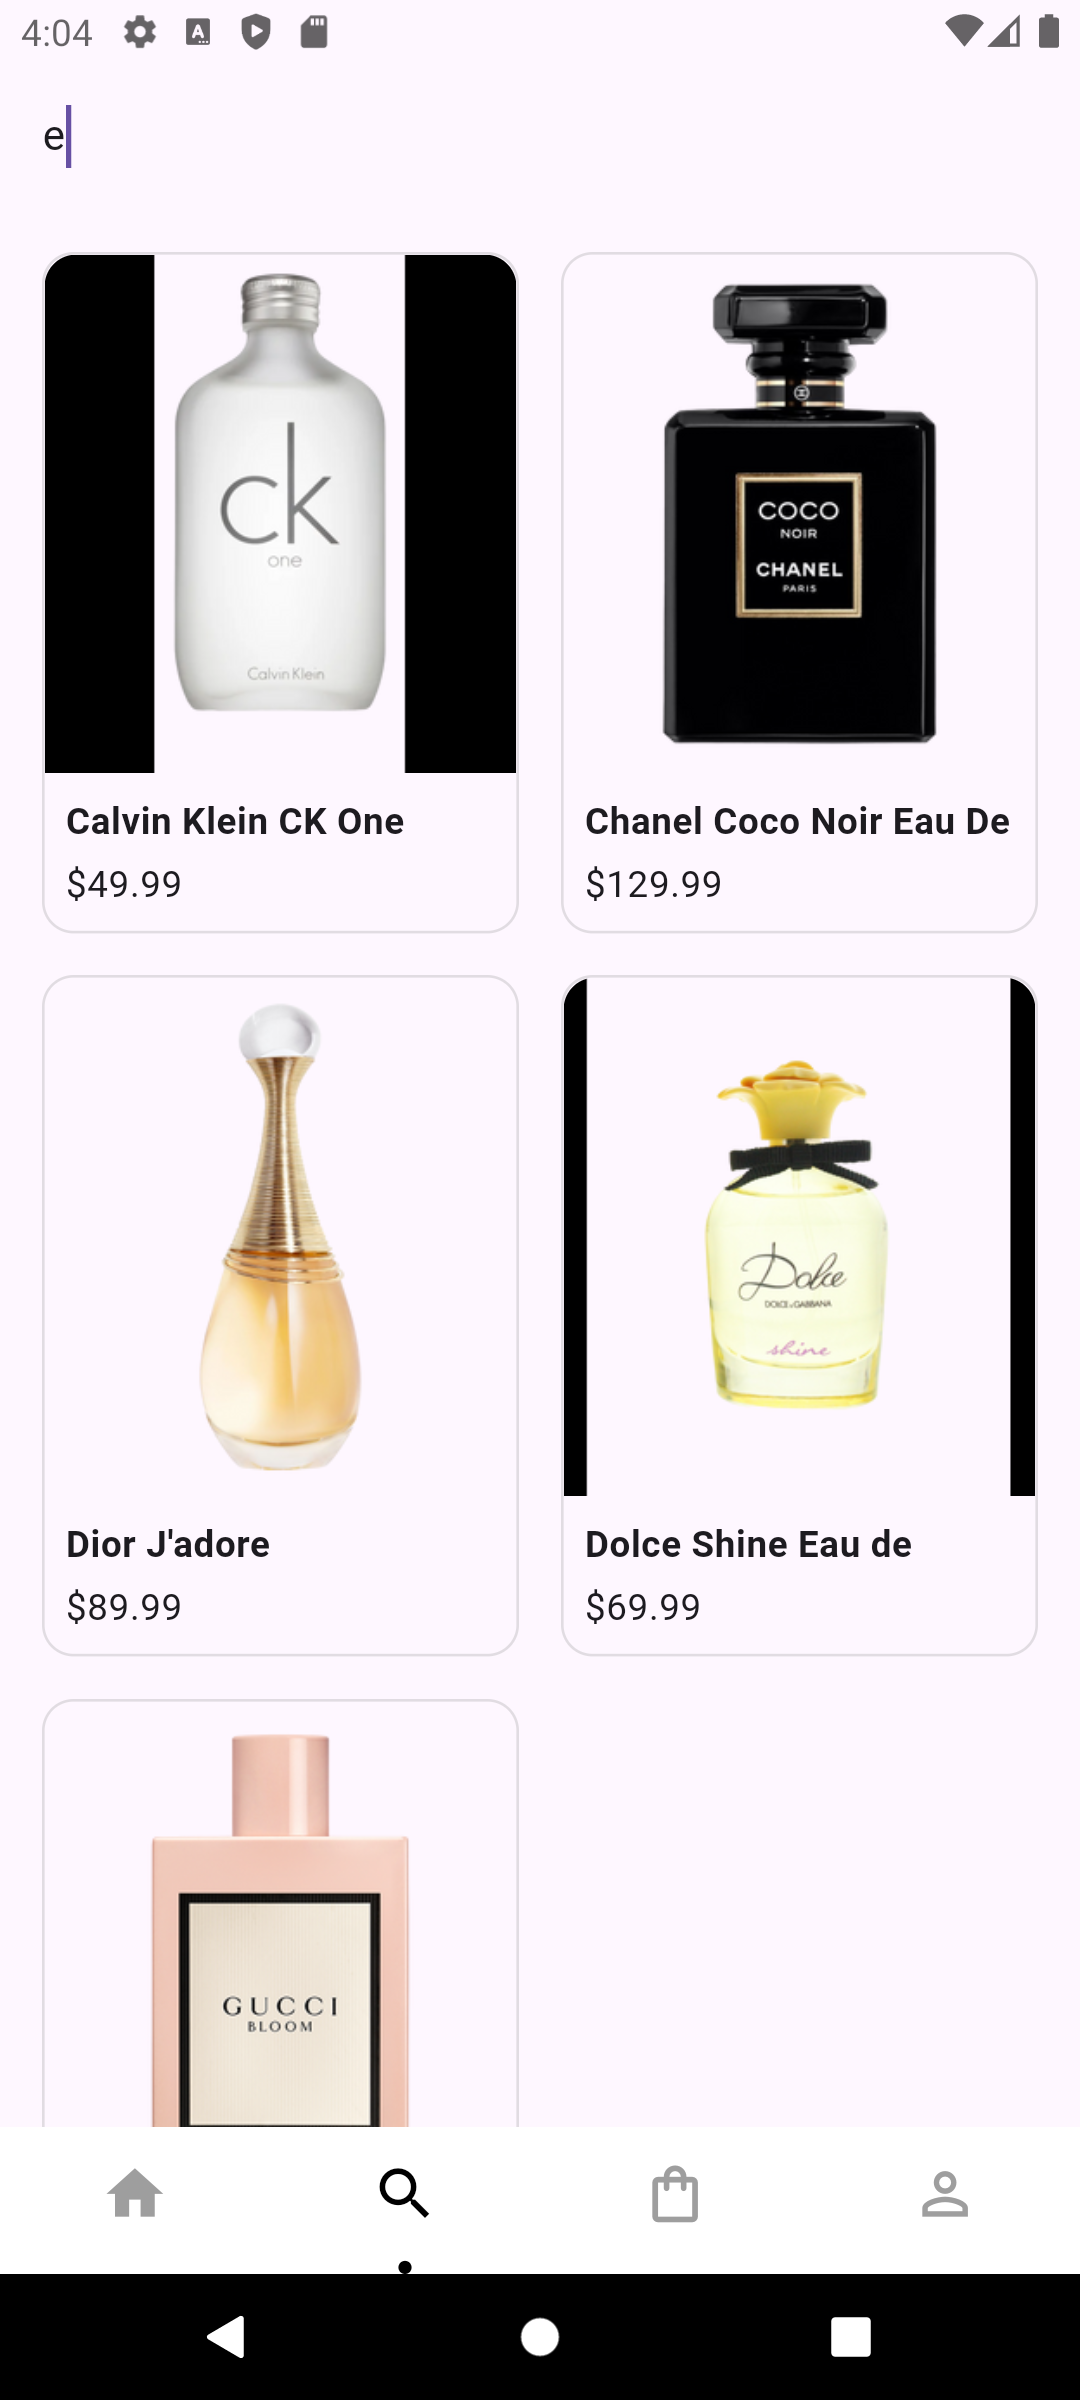 4:04
e
ck
one
Calvin Klein
COCO
NOIR
CHANEL
PARIS
Calvin Klein CK One
$49.99
Chanel Coco Noir Eau De
$129.99
Dolce
DOLCE & GABBANA
shine
Dior J'adore
$89.99
Dolce Shine Eau de
$69.99
GUCCI
BLOOM